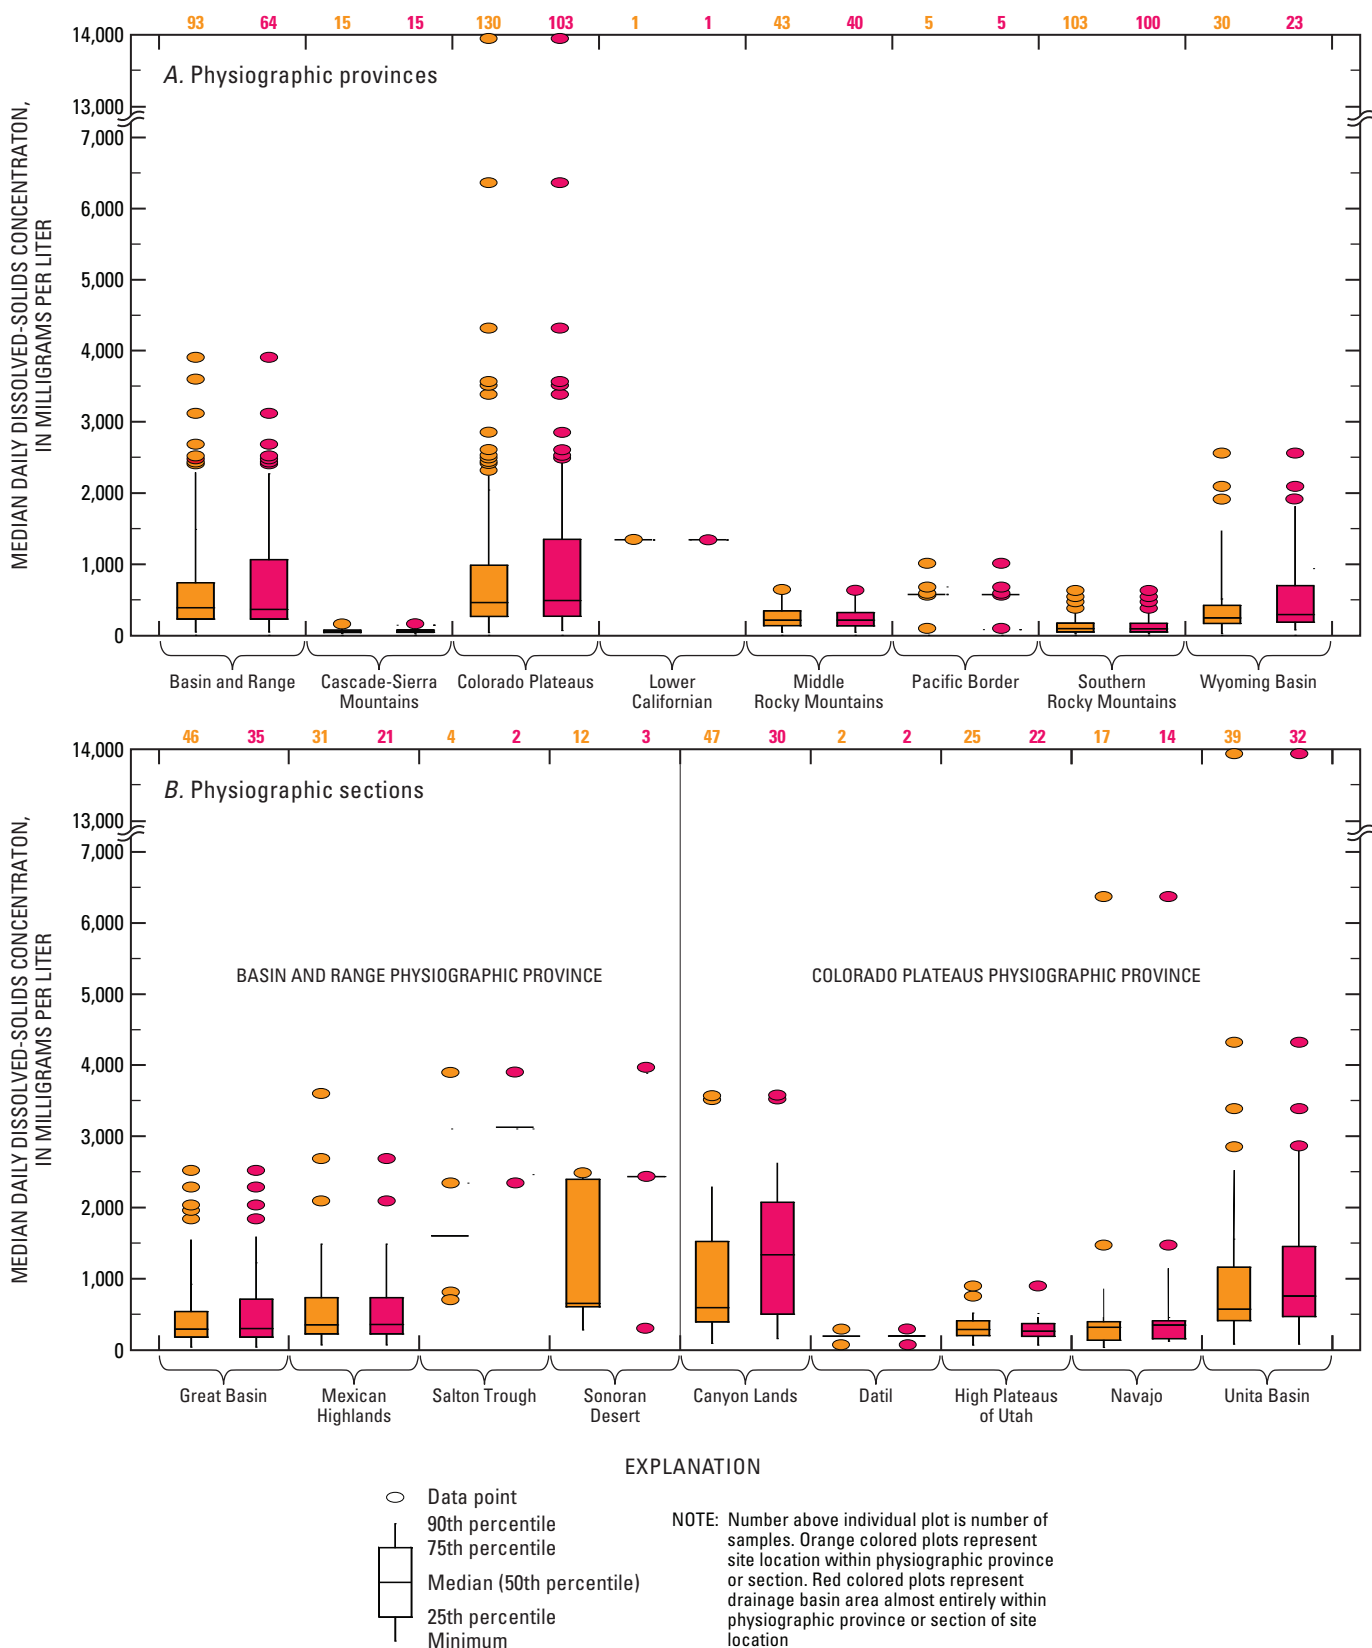 93 64 15 15 130 103 1 1 43 40 5 5 103 100 30 23
14,000
A. Physiographic provinces
13,000
7,000
6,000
5,000
4,000
3,000
2,000
1,000
0
MEDIAN DAILY DISSOLVED-SOLIDS CONCENTRATON,
IN MILLIGRAMS PER LITER
Basin and Range
Cascade-Sierra
Mountains
Colorado Plateaus
Lower
Californian
Middle
Rocky Mountains
Pacific Border
Southern
Rocky Mountains
Wyoming Basin
46 35 31 21 4 2 12 3 47 30 2 2 25 22 17 14 39 32
14,000
B. Physiographic sections
13,000
7,000
6,000
BASIN AND RANGE PHYSIOGRAPHIC PROVINCE
COLORADO PLATEAUS PHYSIOGRAPHIC PROVINCE
5,000
4,000
3,000
2,000
1,000
0
MEDIAN DAILY DISSOLVED-SOLIDS CONCENTRATON,
IN MILLIGRAMS PER LITER
Great Basin
Mexican
Highlands
Salton Trough
Sonoran
Desert
Canyon Lands
Datil
High Plateaus
of Utah
Navajo
Unita Basin
EXPLANATION
Data point
90th percentile
75th percentile
Median (50th percentile)
25th percentile
Minimum
NOTE: Number above individual plot is number of
samples. Orange colored plots represent
site location within physiographic province
or section. Red colored plots represent
drainage basin area almost entirely within
physiographic province or section of site
location